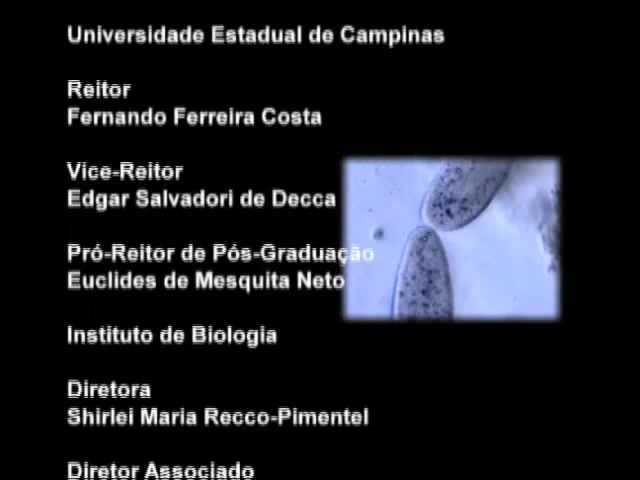 Universidade Estadual de Campinas
Reitor
Fernando Ferreira Costa
Vice-Reitor
Edgar Salvadori de Decca
Pró-Reitor de Pós-Graduação
Euclides de Mesquita Neto
Instituto de Biologia
Diretora
Shirlei Maria Recco-Pimentel
Diretor Associado